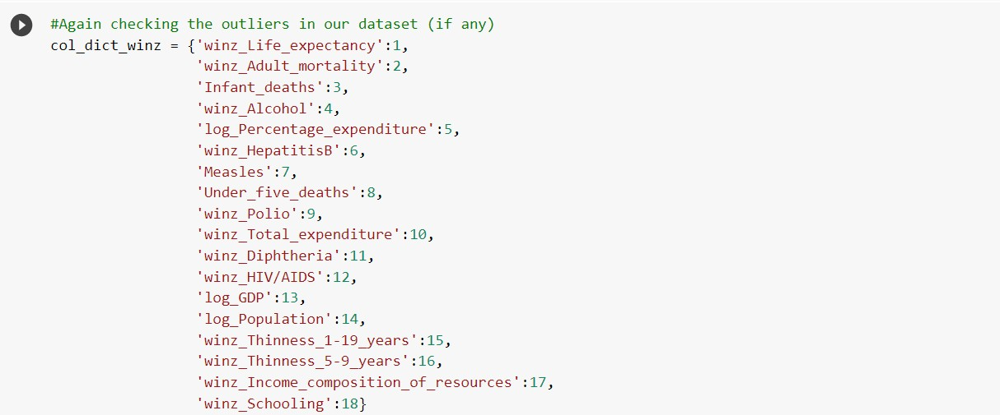 #Again checking the outliers in our dataset (if any)
col_dict_winz = {'winz_Life_expectancy':1,
'winz_Adult_mortality':2,
'Infant_deaths':3,
'winz_Alcohol':4,
'log_Percentage_expenditure':5,
'winz_HepatitisB':6,
'Measles':7,
'Under_five_deaths':8,
'winz_Polio':9,
'winz_Total_expenditure':10,
'winz_Diphtheria':11,
'winz_HIV/AIDS':12,
'log_GDP':13,
'log_Population':14,
'winz_Thinness_1-19_years':15,
'winz_Thinness_5-9_years':16,
'winz_Income_composition_of_resources':17,
'winz_Schooling':18}